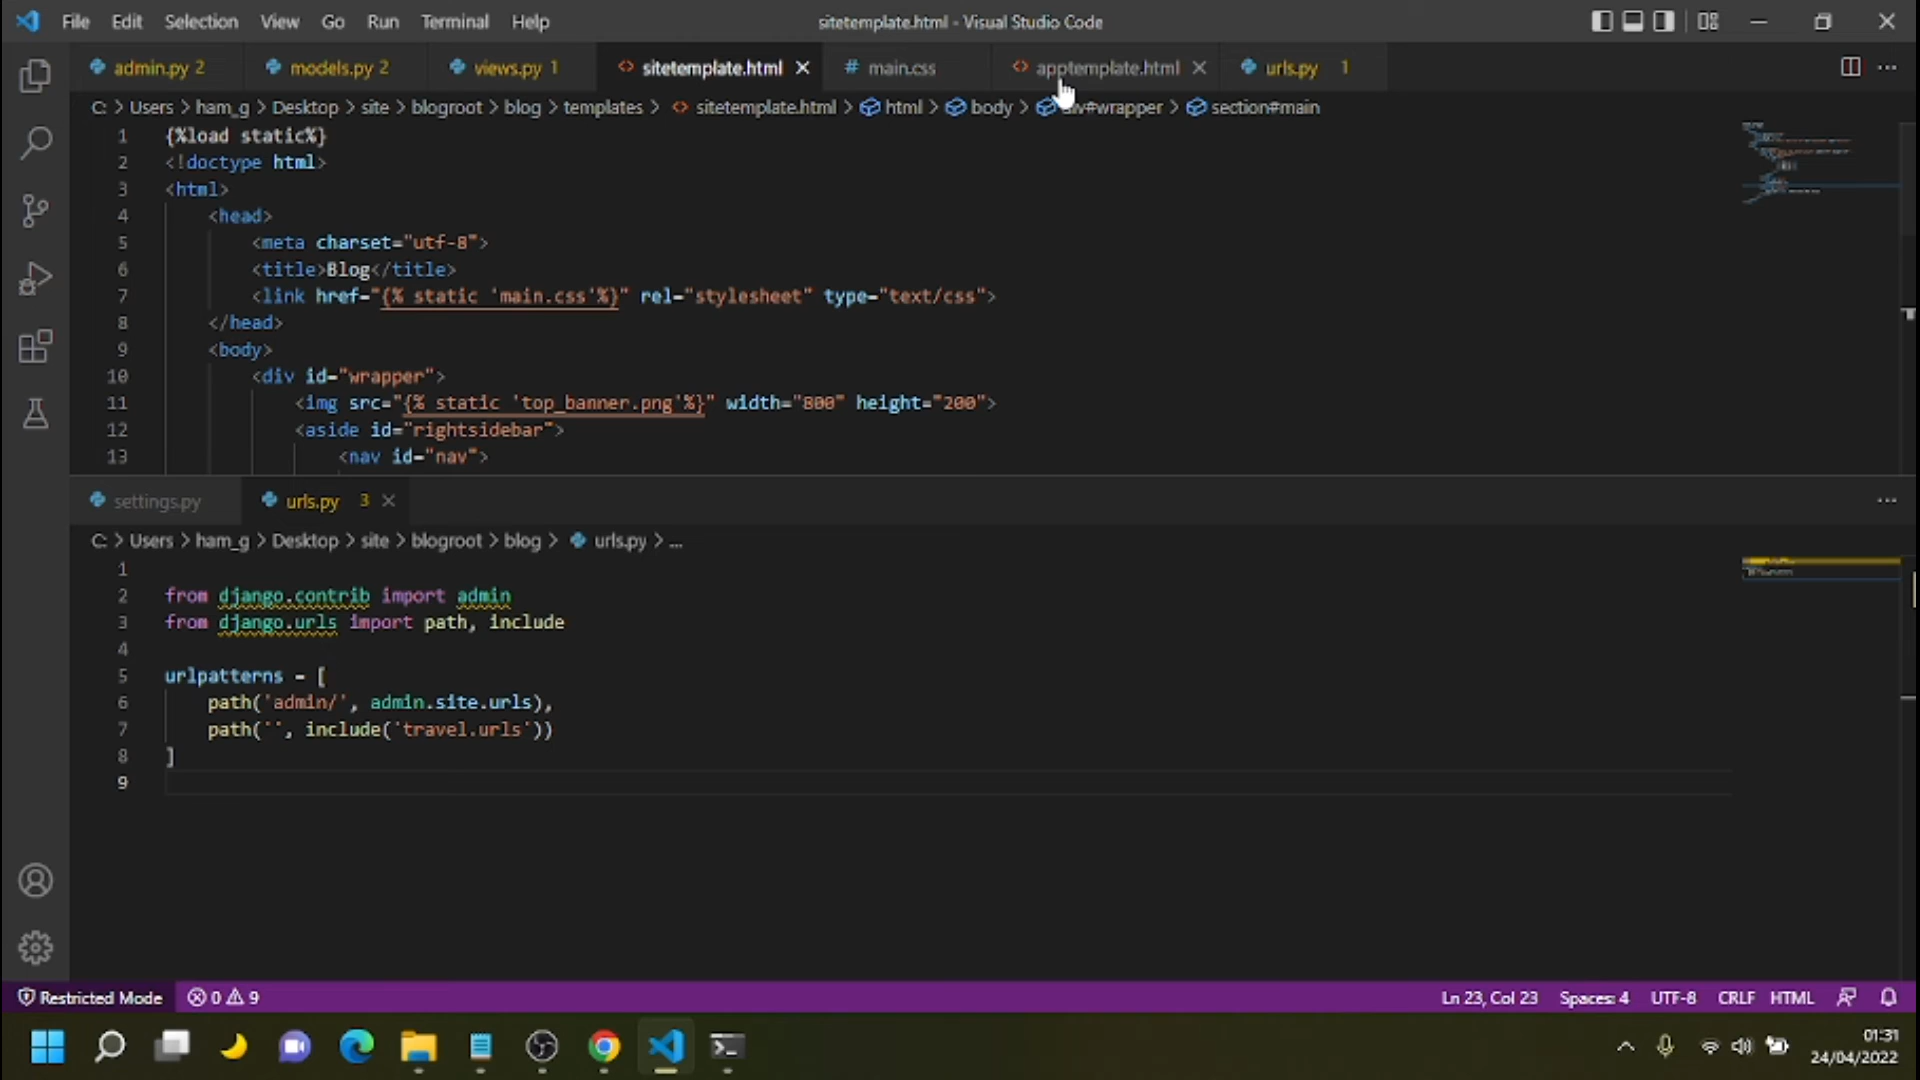 File Edit Selection View Go Run Terminal Help
sitetemplate.html - Visual Studio Code
admin.py 2
models.py 2
views.py 1
sitetemplate.html
# main.css
apptemplate.html
urls.py 1
C: > Users > ham_g > Desktop > site > blogroot > blog > templates > sitetemplate.html > html > body > div#wrapper > section#main
1 {%load static%}
2 <!doctype html>
3 <html>
4 <head>
5 <meta charset="utf-8">
6 <title>Blog</title>
7 <link href="{% static 'main.css'%}" rel="stylesheet" type="text/css">
8 </head>
9 <body>
10 <div id="wrapper">
11 <img src="{% static 'top_banner.png'%}" width="800" height="200">
12 <aside id="rightsidebar">
13 <nav id="nav">
settings.py
urls.py 3
C: > Users > ham_g > Desktop > site > blogroot > blog > urls.py > ...
1
2 from django.contrib import admin
3 from django.urls import path, include
4
5 urlpatterns = [
6 path('admin/', admin.site.urls),
7 path('', include('travel.urls'))
8 ]
9
Restricted Mode
0
9
Ln 23, Col 23
Spaces: 4
UTF-8
CRLF
HTML
01:31
24/04/2022